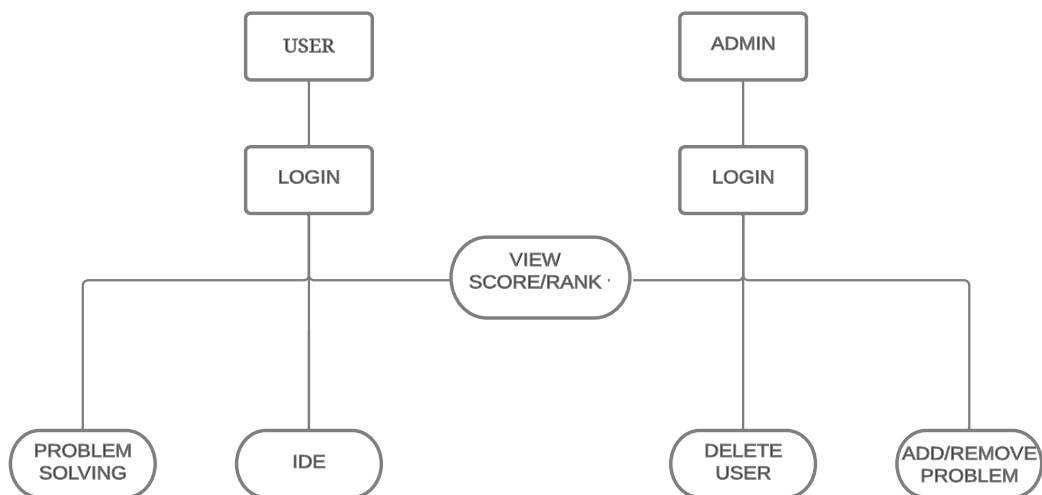 USER
ADMIN
LOGIN
LOGIN
VIEW
SCORE/RANK
PROBLEM
SOLVING
IDE
DELETE
USER
ADD/REMOVE
PROBLEM